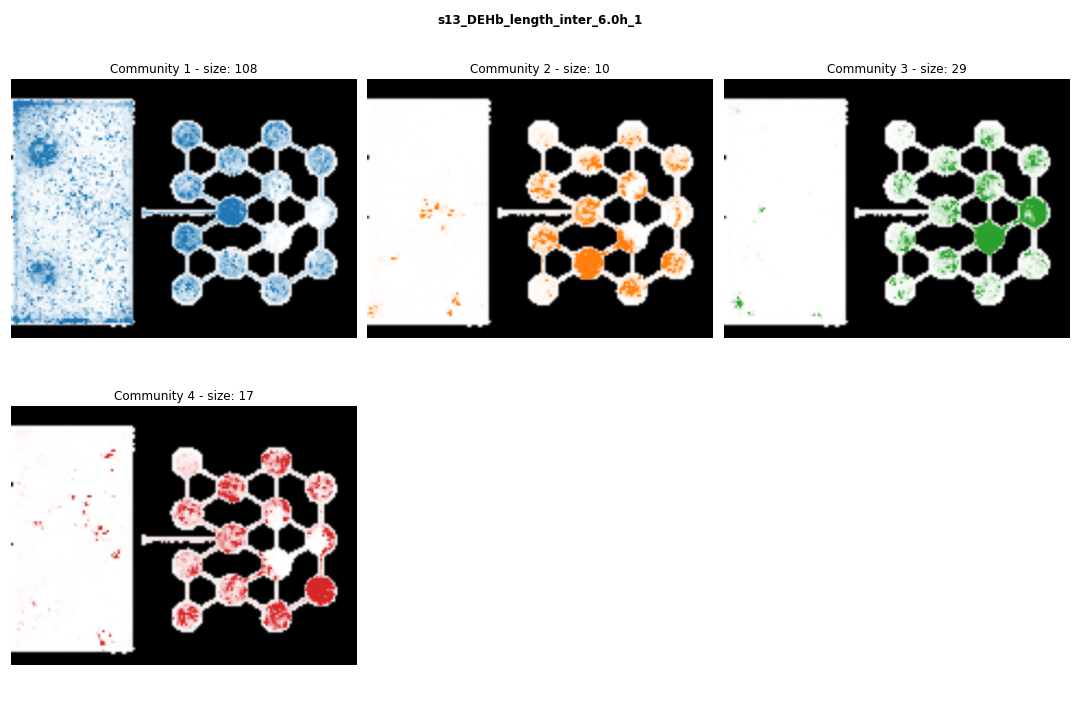 s13_DEHb_length_inter_6.0h_1
Community 1 - size: 108
Community 2 - size: 10
Community 3 - size: 29
Community 4 - size: 17